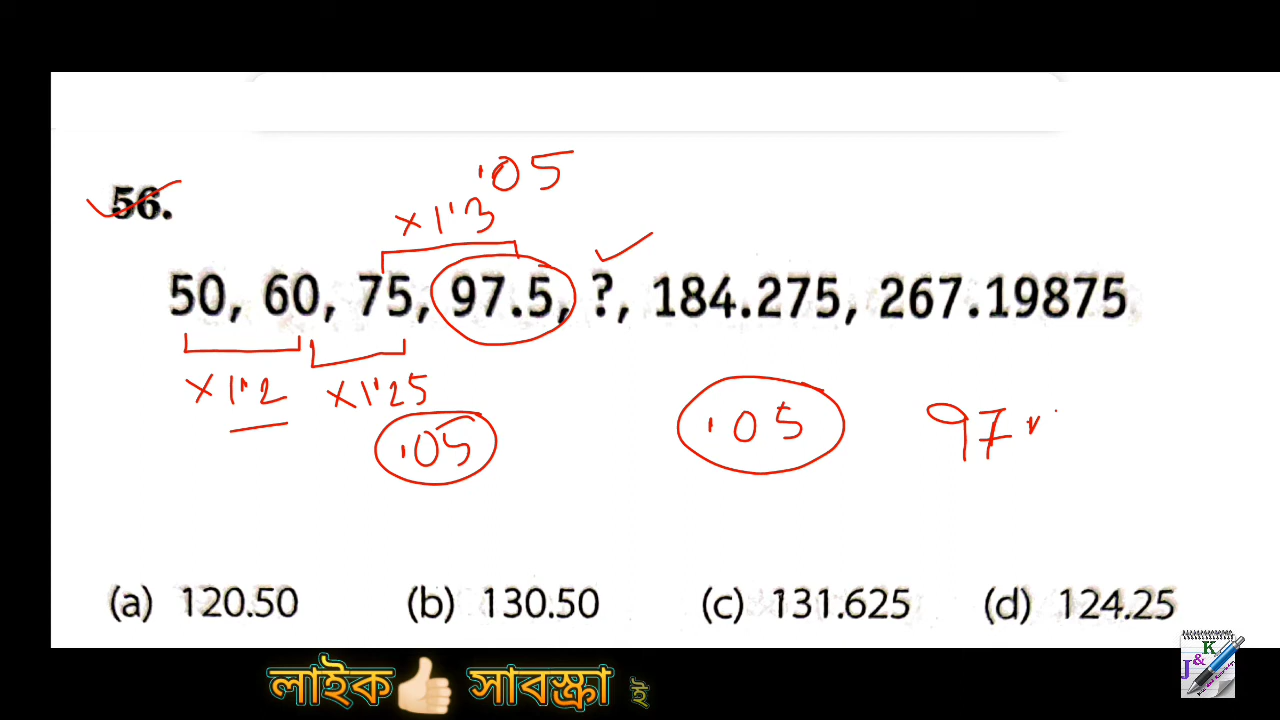 .05
56.
×1.3
50, 60, 75, 97.5, ?, 184.275, 267.19875
×1.2 ×1.25
.05 .05 97
(a) 120.50 (b) 130.50 (c) 131.625 (d) 124.25
J&K
লাইক 👍🏻 সাবস্ক্রা ই